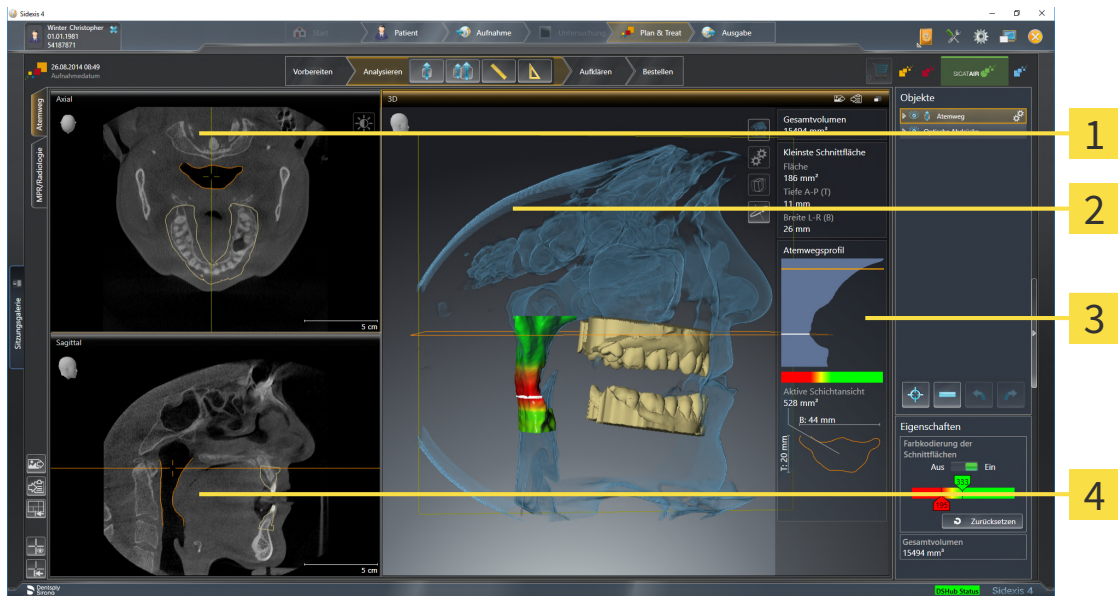 Sidexis 4
Winter Christopher
01.01.1981
54187871
Start
Patient
Aufnahme
Untersuchung
Plan & Treat
Ausgabe
26.08.2014 08:49
Aufnahmedatum
Vorbereiten
Analysieren
Aufklären
Bestellen
SICAT AIR
Atemweg
MPR/Radiologie
Sitzungsgalerie
Axial
5 cm
Sagittal
5 cm
3D
Gesamtvolumen
15494 mm³
Kleinste Schnittfläche
Fläche
186 mm²
Tiefe A-P (T)
11 mm
Breite L-R (B)
26 mm
Atemwegsprofil
Aktive Schichtansicht
528 mm²
B: 44 mm
T: 20 mm
Objekte
Atemweg
Optische Abdrücke
Eigenschaften
Farbkodierung der
Schnittflächen
Aus
Ein
333
195
Zurücksetzen
Gesamtvolumen
15494 mm³
1
2
3
4
Dentsply
Sirona
DSHub Status
Sidexis 4